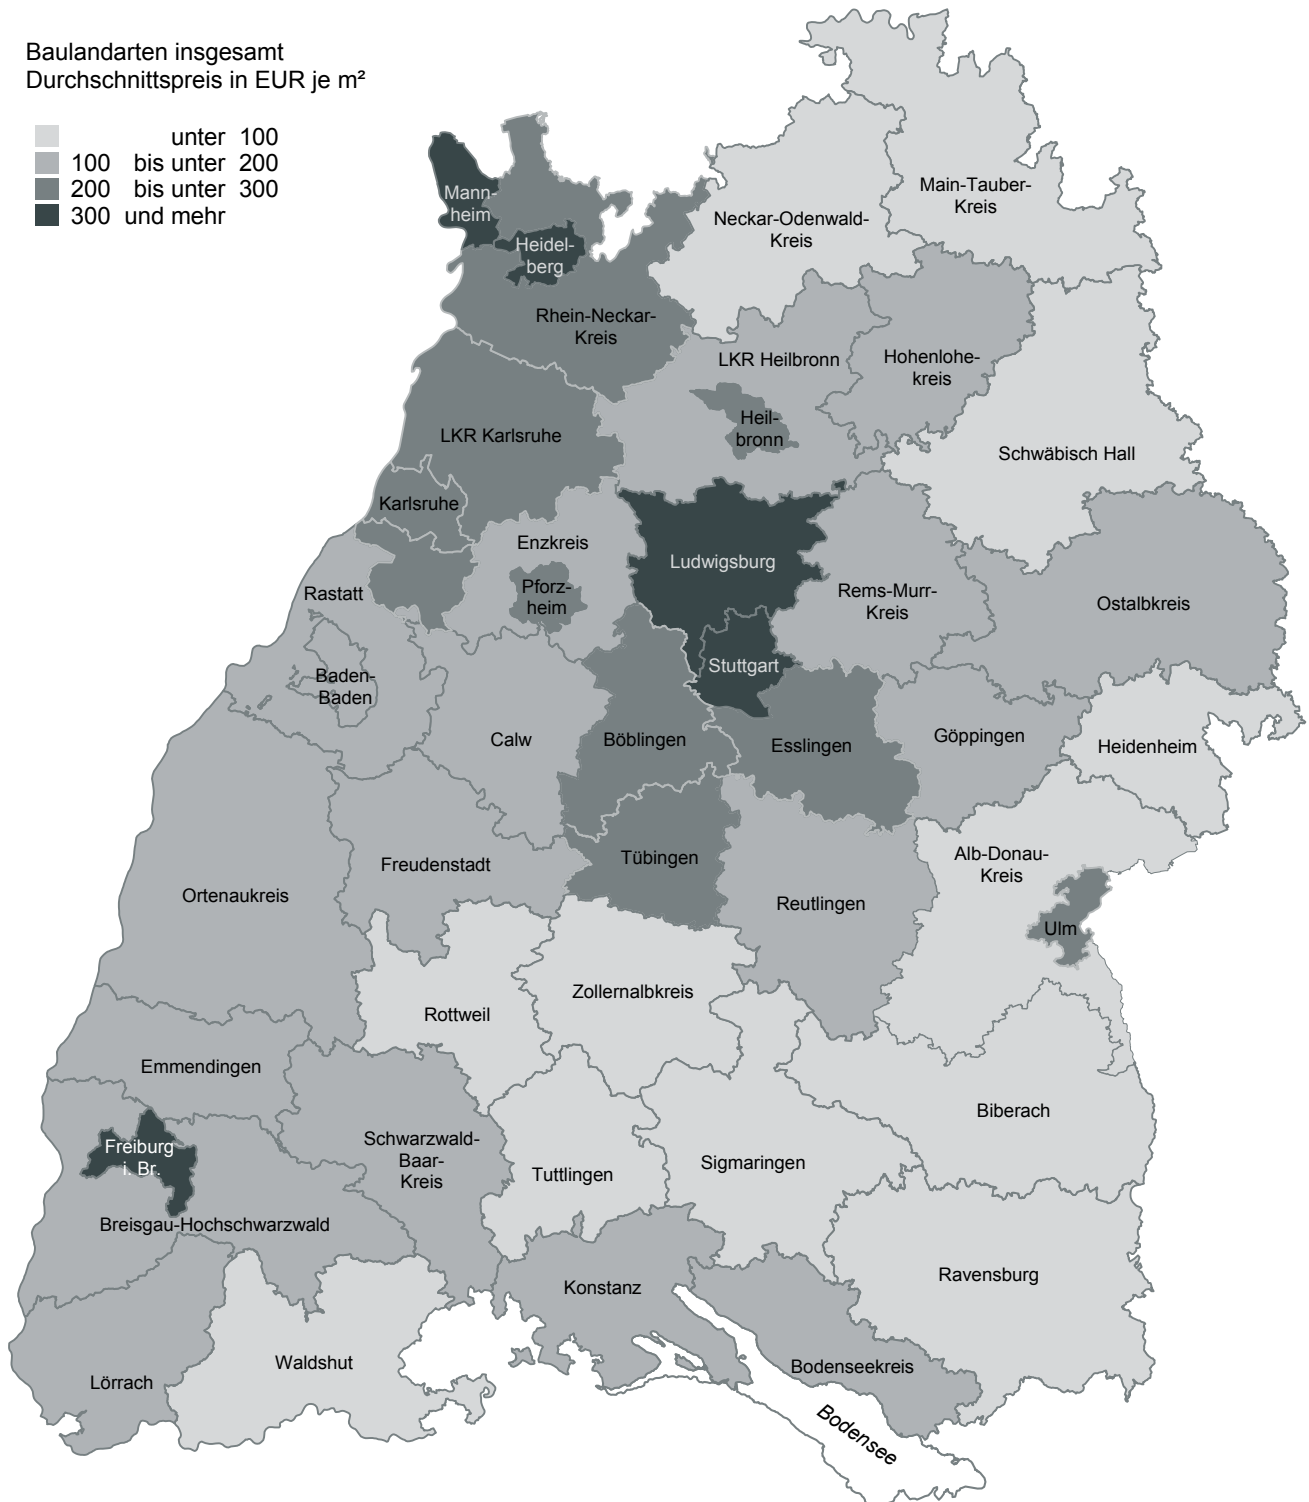 Baulandarten insgesamt
Durchschnittspreis in EUR je m²
unter 100
100 bis unter 200
200 bis unter 300
300 und mehr
Mann-
heim
Heidel-
berg
Rhein-Neckar-
Kreis
Neckar-Odenwald-
Kreis
Main-Tauber-
Kreis
LKR Heilbronn
Hohenlohe-
kreis
Heil-
bronn
LKR Karlsruhe
Schwäbisch Hall
Karlsruhe
Enzkreis
Pforz-
heim
Ludwigsburg
Rastatt
Rems-Murr-
Kreis
Ostalbkreis
Stuttgart
Baden-
Baden
Calw
Böblingen
Esslingen
Göppingen
Heidenheim
Freudenstadt
Tübingen
Alb-Donau-
Kreis
Ortenaukreis
Reutlingen
Ulm
Zollernalbkreis
Rottweil
Emmendingen
Biberach
Freiburg
i. Br.
Schwarzwald-
Baar-
Kreis
Tuttlingen
Sigmaringen
Breisgau-Hochschwarzwald
Konstanz
Ravensburg
Waldshut
Bodenseekreis
Lörrach
Bodensee